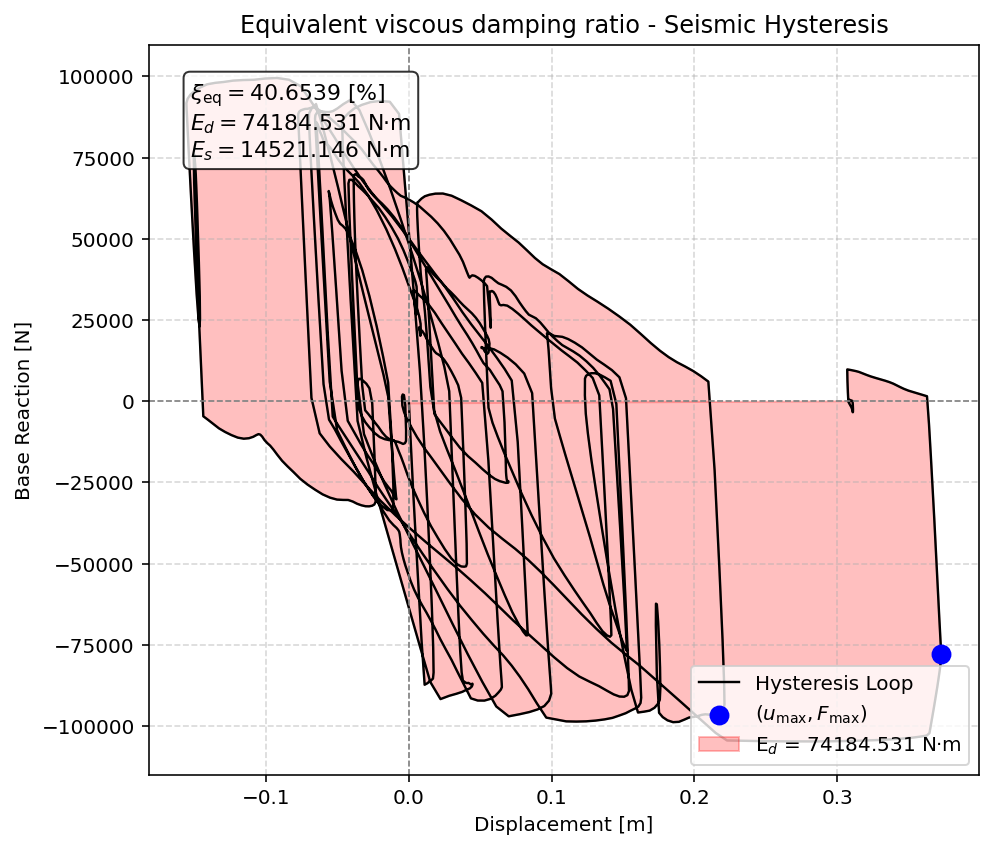 Equivalent viscous damping ratio - Seismic Hysteresis
100000
75000
50000
25000
0
−25000
−50000
−75000
−100000
Base Reaction [N]
ξeq = 40.6539 [%]
Ed = 74184.531 N·m
Es = 14521.146 N·m
Hysteresis Loop
(umax, Fmax)
Ed = 74184.531 N·m
−0.1
0.0
0.1
0.2
0.3
Displacement [m]